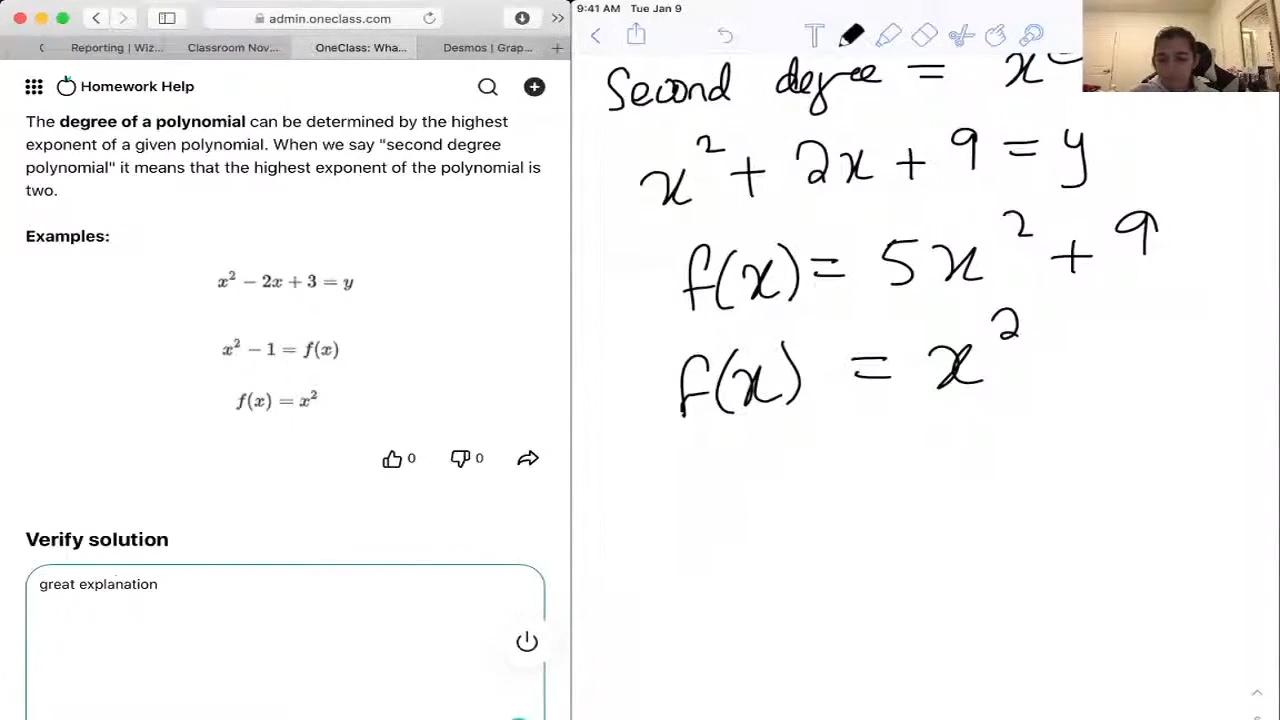 admin.oneclass.com
Reporting | Wiz...
Classroom Nov...
OneClass: Wha...
Desmos | Grap...
Homework Help
The degree of a polynomial can be determined by the highest
exponent of a given polynomial. When we say "second degree
polynomial" it means that the highest exponent of the polynomial is
two.
Examples:
x² − 2x + 3 = y
x² − 1 = f(x)
f(x) = x²
0 0
Verify solution
great explanation
9:41 AM Tue Jan 9
T
Second degree = x
x² + 2x + 9 = y
f(x) = 5x² + 9
f(x) = x²